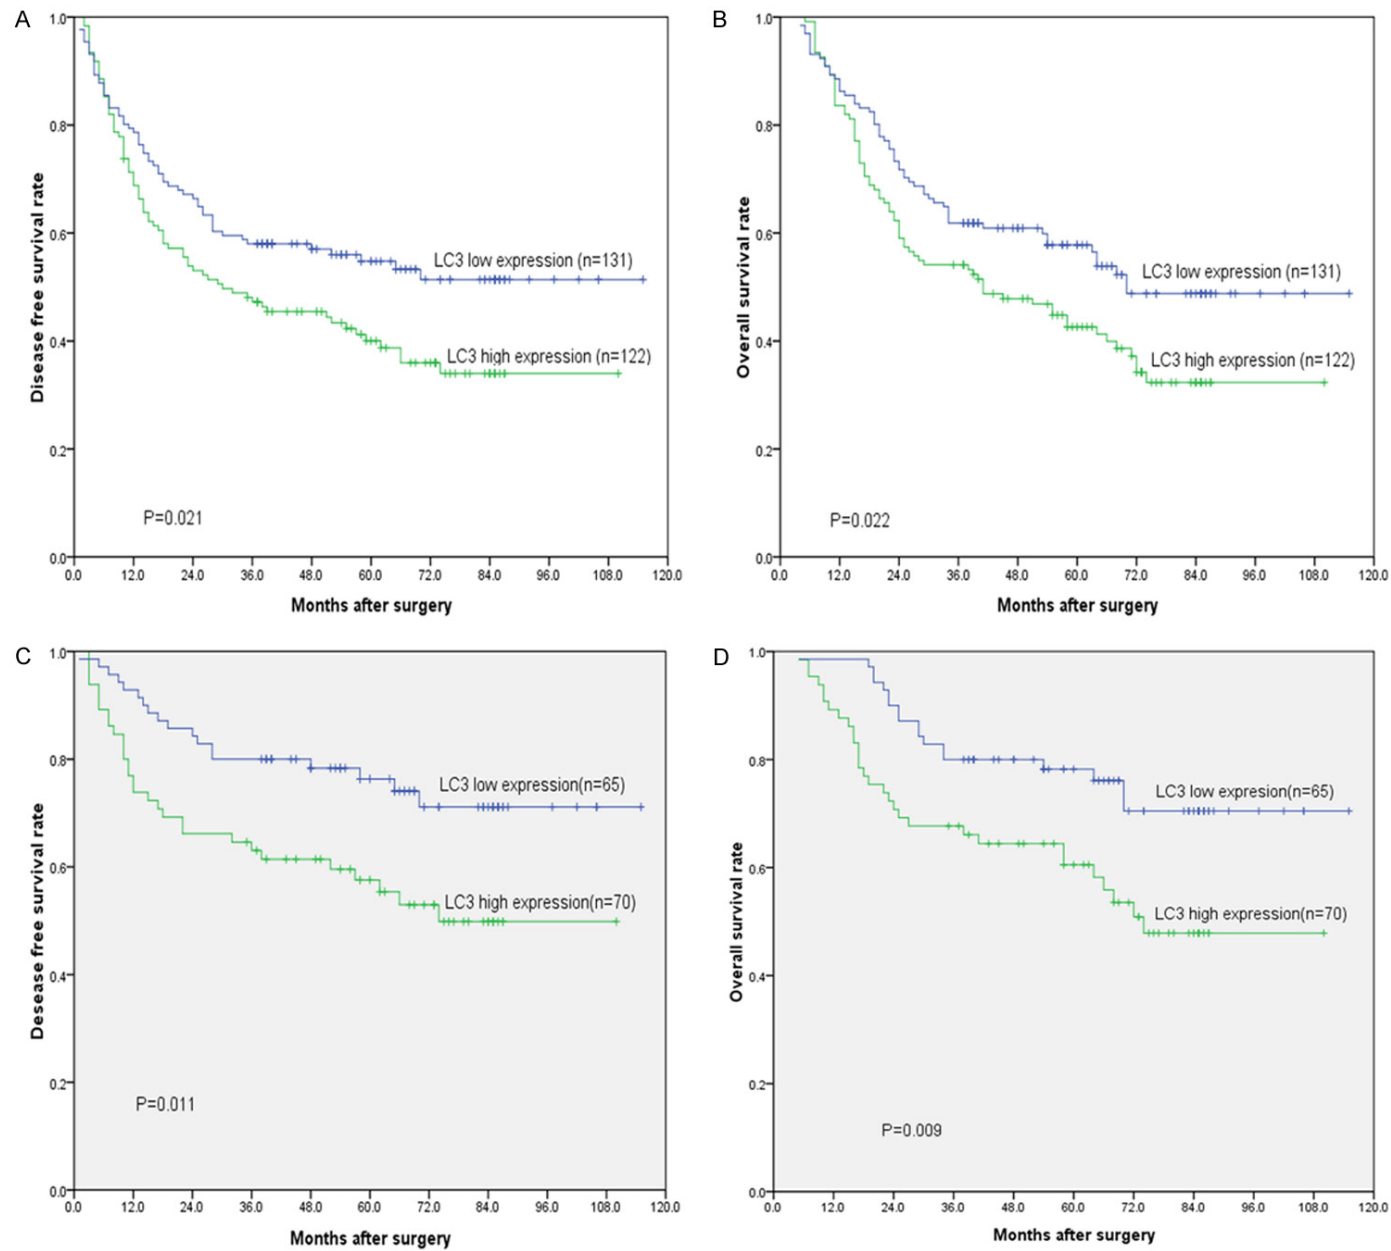 A
1.0
0.8
0.6
0.4
0.2
0.0
Disease free survival rate
LC3 low expression (n=131)
LC3 high expression (n=122)
P=0.021
0.0 12.0 24.0 36.0 48.0 60.0 72.0 84.0 96.0 108.0 120.0
Months after surgery
B
1.0
0.8
0.6
0.4
0.2
0.0
Overall survival rate
LC3 low expression (n=131)
LC3 high expression (n=122)
P=0.022
0.0 12.0 24.0 36.0 48.0 60.0 72.0 84.0 96.0 108.0 120.0
Months after surgery
C
1.0
0.8
0.6
0.4
0.2
0.0
Desease free survival rate
LC3 low expression(n=65)
LC3 high expression(n=70)
P=0.011
0.0 12.0 24.0 36.0 48.0 60.0 72.0 84.0 96.0 108.0 120.0
Months after surgery
D
1.0
0.8
0.6
0.4
0.2
0.0
Overall survival rate
LC3 low expresion(n=65)
LC3 high expression(n=70)
P=0.009
0.0 12.0 24.0 36.0 48.0 60.0 72.0 84.0 96.0 108.0 120.0
Months after surgery